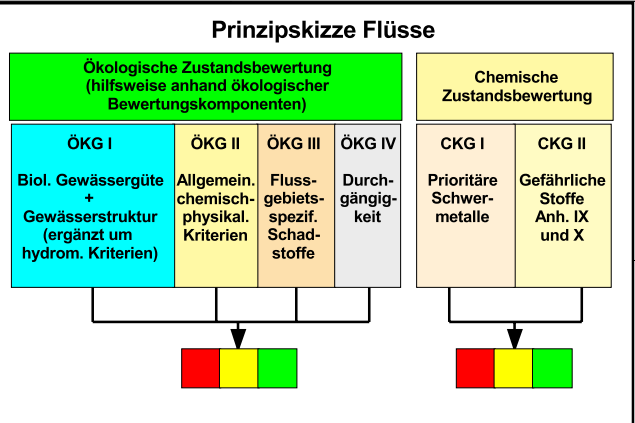 Prinzipskizze Flüsse
Ökologische Zustandsbewertung
(hilfsweise anhand ökologischer
Bewertungskomponenten)
Chemische
Zustandsbewertung
ÖKG I
Biol. Gewässergüte
+
Gewässerstruktur
(ergänzt um
hydrom. Kriterien)
ÖKG II
Allgemein.
chemisch-
physikal.
Kriterien
ÖKG III
Fluss-
gebiets-
spezif.
Schad-
stoffe
ÖKG IV
Durch-
gängig-
keit
CKG I
Prioritäre
Schwer-
metalle
CKG II
Gefährliche
Stoffe
Anh. IX
und X